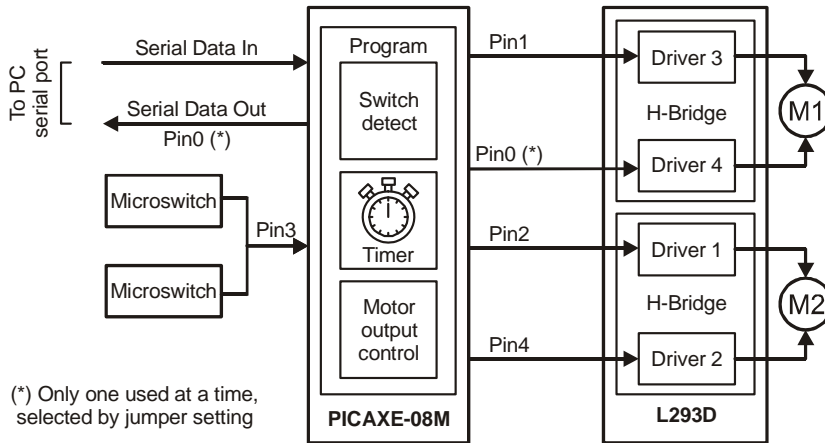 To PC
serial port
Serial Data In
Serial Data Out
Pin0 (*)
Microswitch
Microswitch
Pin3
Program
Switch
detect
Timer
Motor
output
control
PICAXE-08M
Pin1
Pin0 (*)
Pin2
Pin4
Driver 3
H-Bridge
Driver 4
Driver 1
H-Bridge
Driver 2
L293D
M1
M2
(*) Only one used at a time,
selected by jumper setting